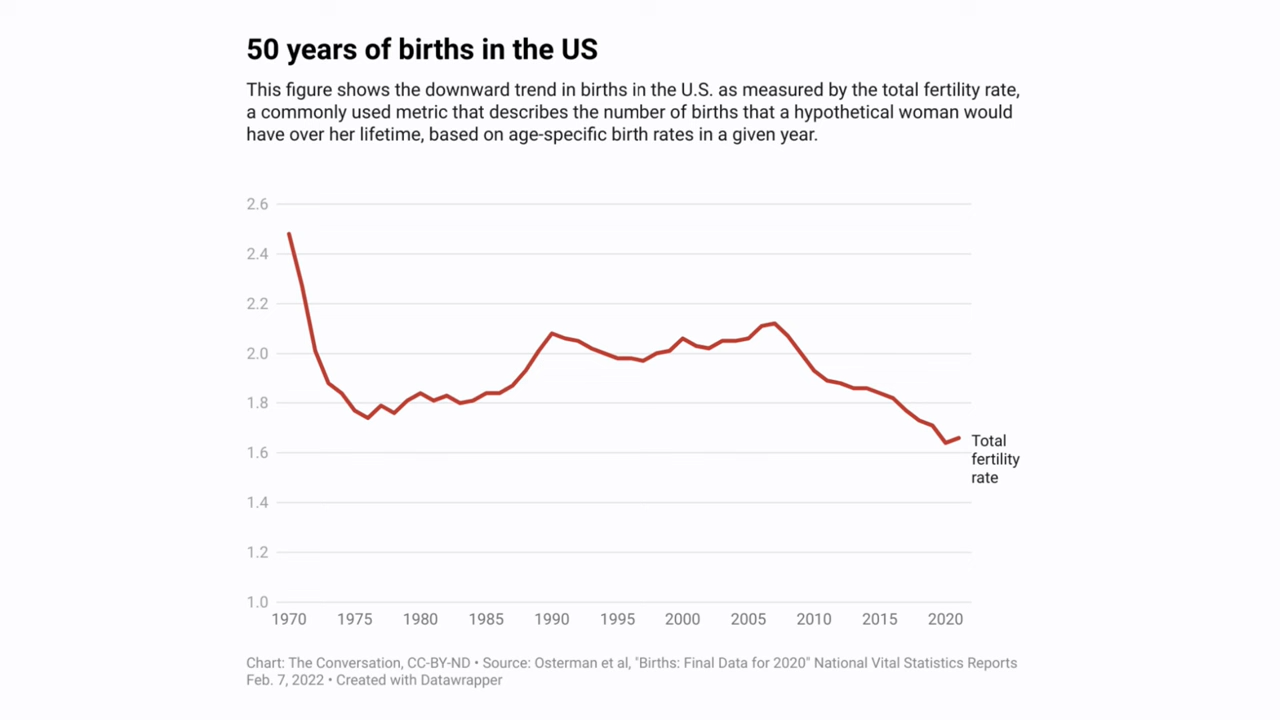 50 years of births in the US
This figure shows the downward trend in births in the U.S. as measured by the total fertility rate,
a commonly used metric that describes the number of births that a hypothetical woman would
have over her lifetime, based on age-specific birth rates in a given year.
2.6
2.4
2.2
2.0
1.8
1.6
1.4
1.2
1.0
Total
fertility
rate
1970 1975 1980 1985 1990 1995 2000 2005 2010 2015 2020
Chart: The Conversation, CC-BY-ND • Source: Osterman et al, "Births: Final Data for 2020" National Vital Statistics Reports
Feb. 7, 2022 • Created with Datawrapper